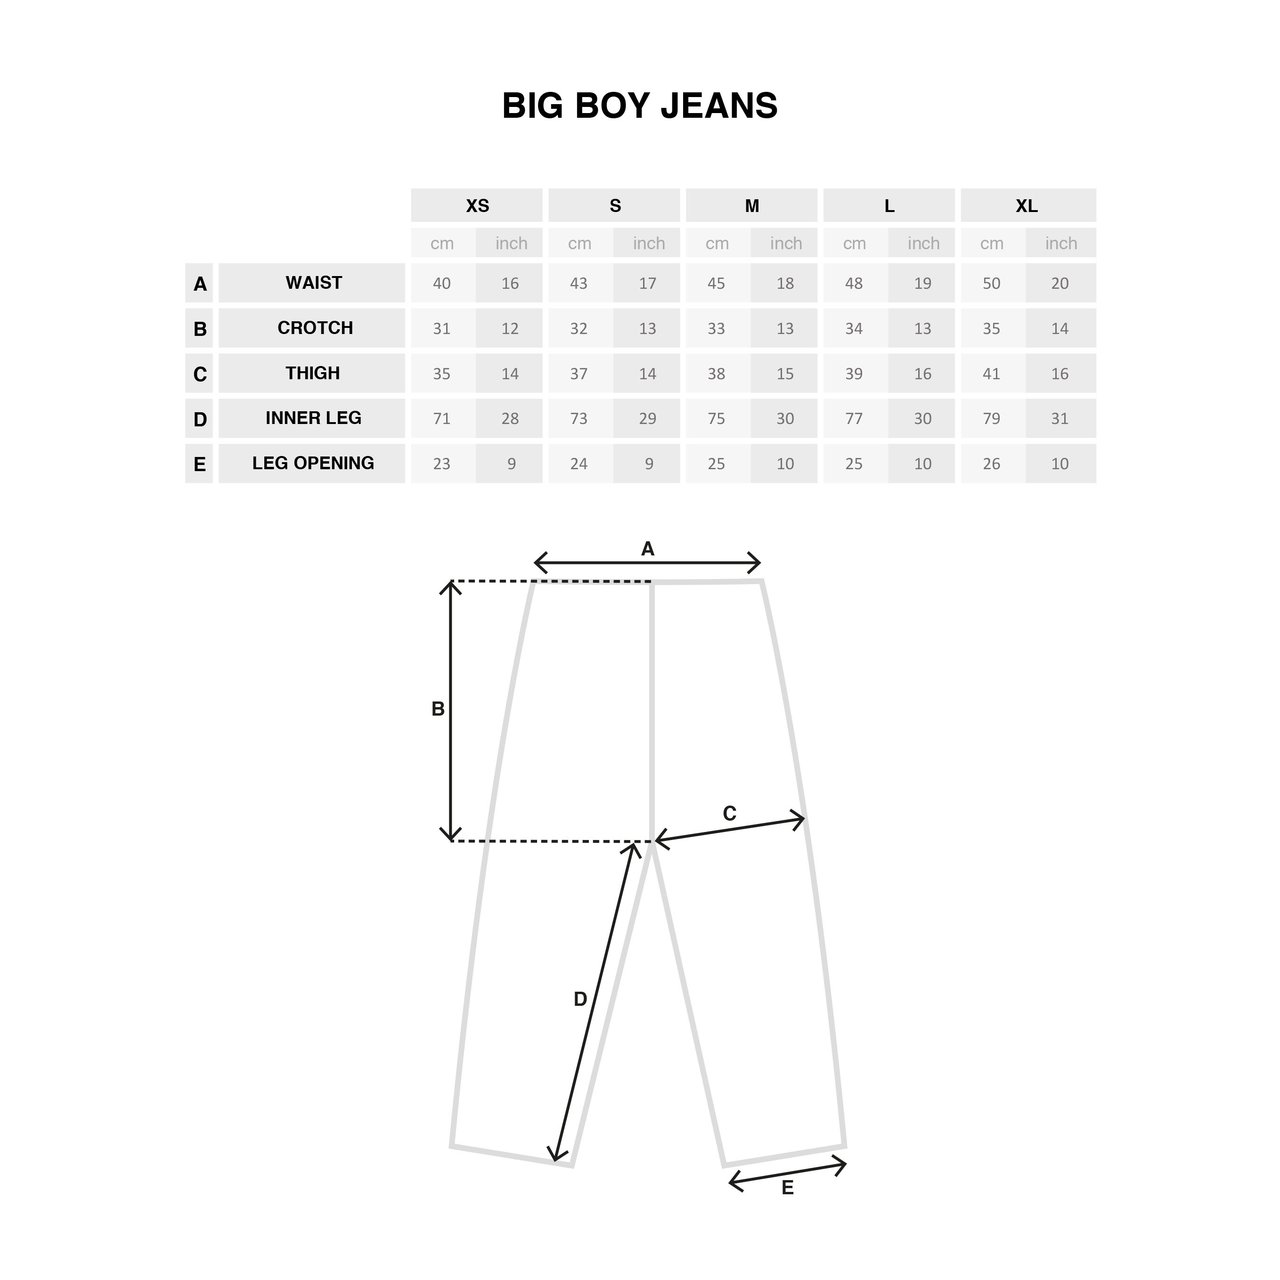 BIG BOY JEANS
XS S M L XL
cm inch cm inch cm inch cm inch cm inch
A WAIST 40 16 43 17 45 18 48 19 50 20
B CROTCH 31 12 32 13 33 13 34 13 35 14
C THIGH 35 14 37 14 38 15 39 16 41 16
D INNER LEG 71 28 73 29 75 30 77 30 79 31
E LEG OPENING 23 9 24 9 25 10 25 10 26 10
A
B
C
D
E